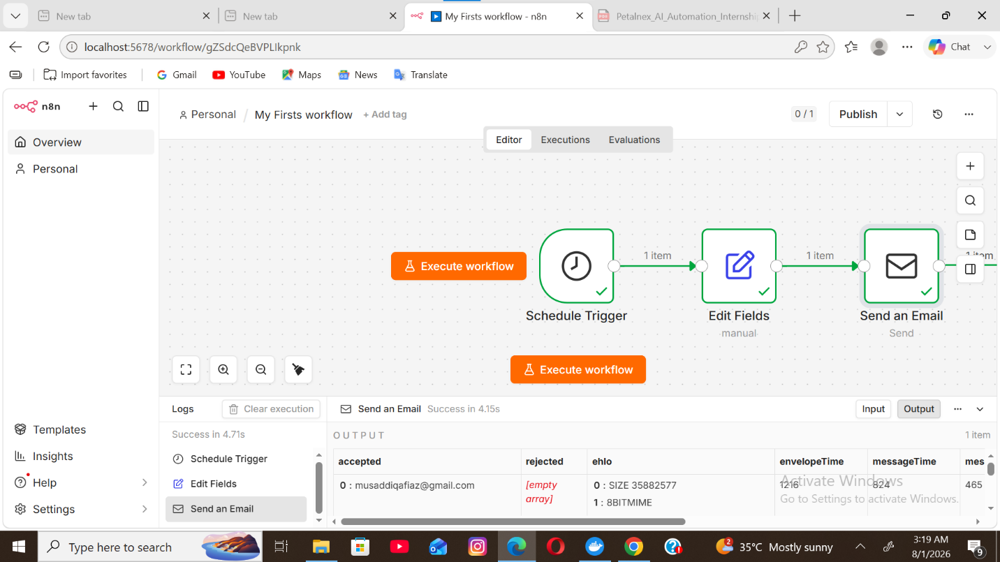 New tab
New tab
My Firsts workflow - n8n
Petalnex_AI_Automation_Internshi
localhost:5678/workflow/gZSdcQeBVPLIkpnk
Chat
Import favorites
Gmail
YouTube
Maps
News
Translate
n8n
Personal / My Firsts workflow + Add tag
0 / 1
Publish
Editor
Executions
Evaluations
Overview
Personal
Execute workflow
1 item
1 item
1 item
Schedule Trigger
Edit Fields
manual
Send an Email
Send
Execute workflow
Templates
Insights
Help
Settings
Logs
Clear execution
Success in 4.71s
Schedule Trigger
Edit Fields
Send an Email
Send an Email Success in 4.15s
Input
Output
OUTPUT
1 item
accepted rejected ehlo envelopeTime messageTime mes
0 : musaddiqafiaz@gmail.com [empty array] 0 : SIZE 35882577 1216 824 465
1 : 8BITMIME
Activate Windows
Go to Settings to activate Windows.
Type here to search
2
35°C Mostly sunny
3:19 AM
8/1/2026
9